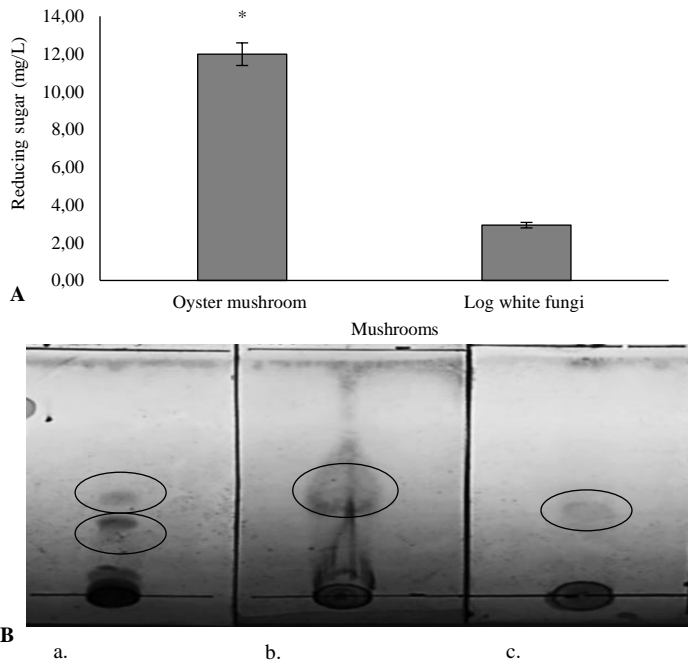 14,00
*
12,00
10,00
8,00
6,00
4,00
2,00
0,00
Reducing sugar (mg/L)
A
Oyster mushroom Log white fungi
Mushrooms
B
a. b. c.